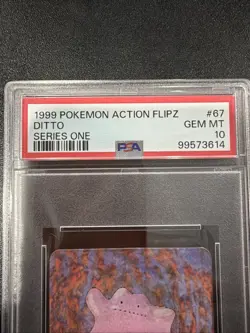 1999 POKEMON ACTION FLIPZ #67
DITTO GEM MT
SERIES ONE 10
PSA 99573614